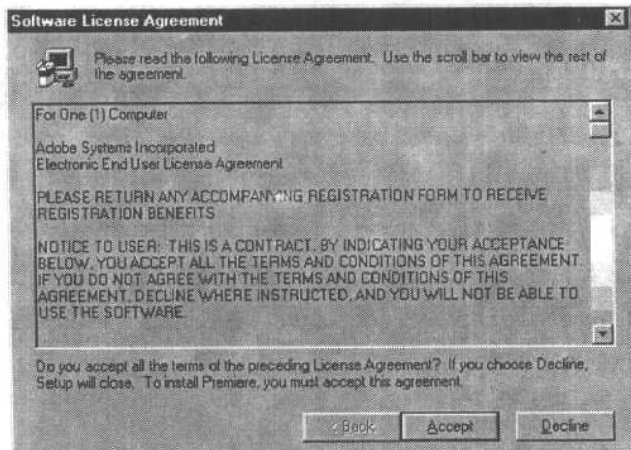 Software License Agreement
Please read the following License Agreement. Use the scroll bar to view the rest of
the agreement.
For One (1) Computer
Adobe Systems Incorporated
Electronic End User License Agreement
PLEASE RETURN ANY ACCOMPANYING REGISTRATION FORM TO RECEIVE
REGISTRATION BENEFITS
NOTICE TO USER: THIS IS A CONTRACT. BY INDICATING YOUR ACCEPTANCE
BELOW, YOU ACCEPT ALL THE TERMS AND CONDITIONS OF THIS AGREEMENT.
IF YOU DO NOT AGREE WITH THE TERMS AND CONDITIONS OF THIS
AGREEMENT, DECLINE WHERE INSTRUCTED, AND YOU WILL NOT BE ABLE TO
USE THE SOFTWARE.
Do you accept all the terms of the preceding License Agreement? If you choose Decline,
Setup will close. To install Premiere, you must accept this agreement.
< Back Accept Decline